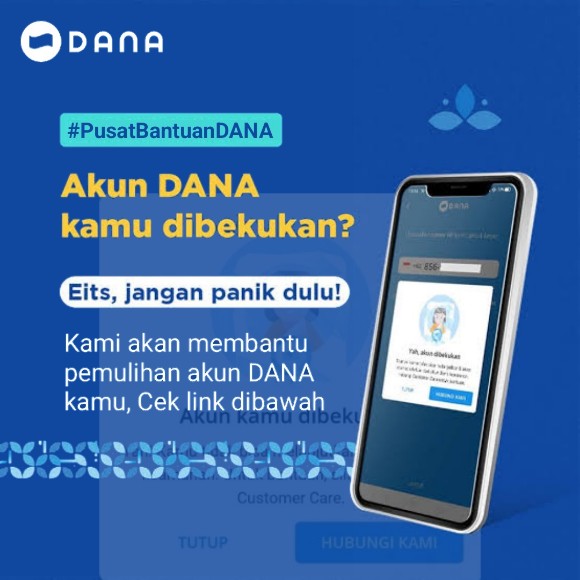 DANA
#PusatBantuanDANA
Akun DANA
kamu dibekukan?
Eits, jangan panik dulu!
Kami akan membantu
pemulihan akun DANA
kamu, Cek link dibawah
Akun kamu dibeku
Customer Care.
TUTUP
HUBUNGI KAMI
DANA
856-
Yah, akun dibekukan
TUTUP
HUBUNGI KAMI